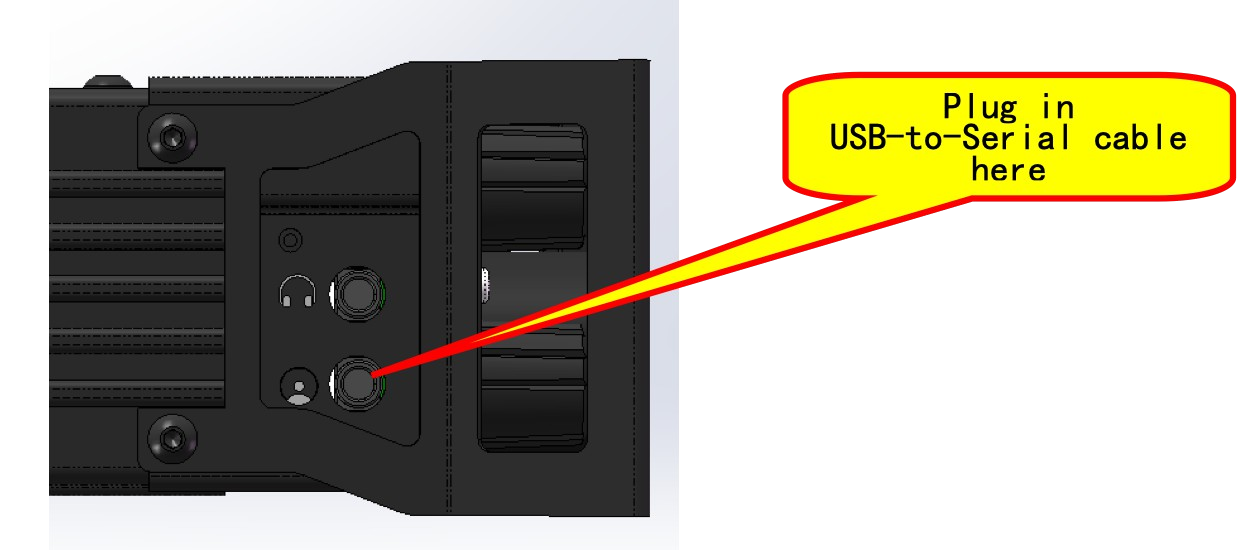 Plug in
USB-to-Serial cable
here